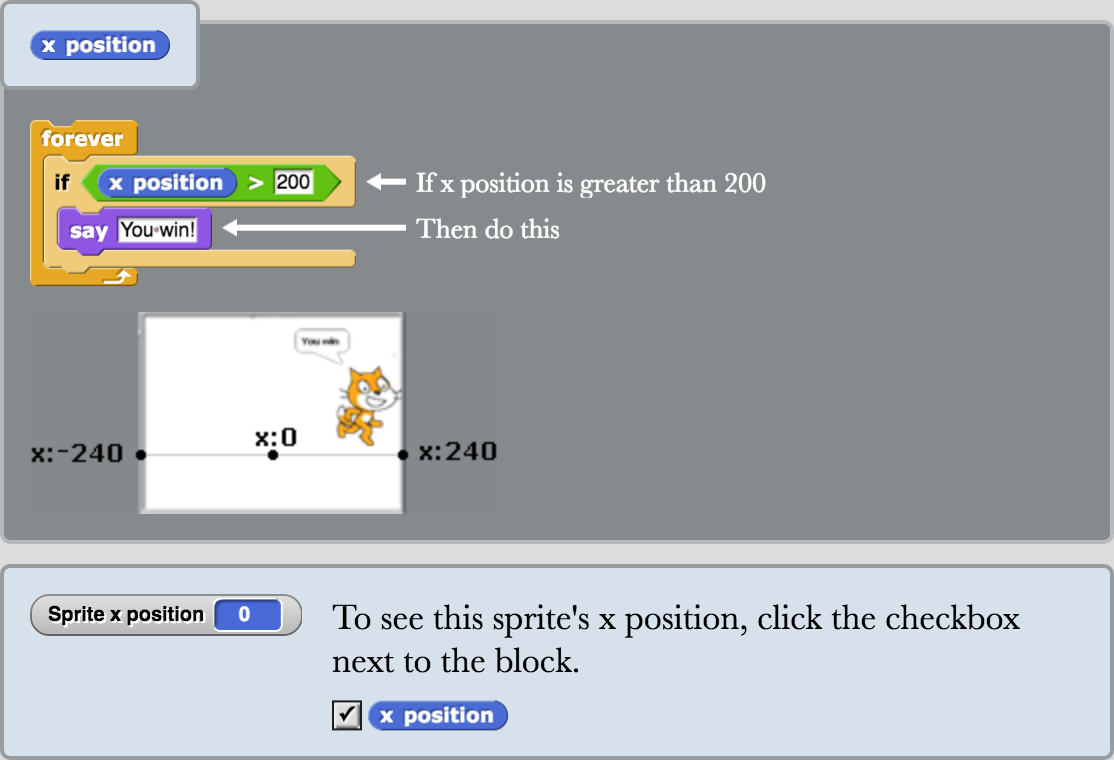 x position
forever
if x position > 200
If x position is greater than 200
say You win!
Then do this
You win
x:0
x:-240
x:240
Sprite x position 0
To see this sprite's x position, click the checkbox
next to the block.
x position